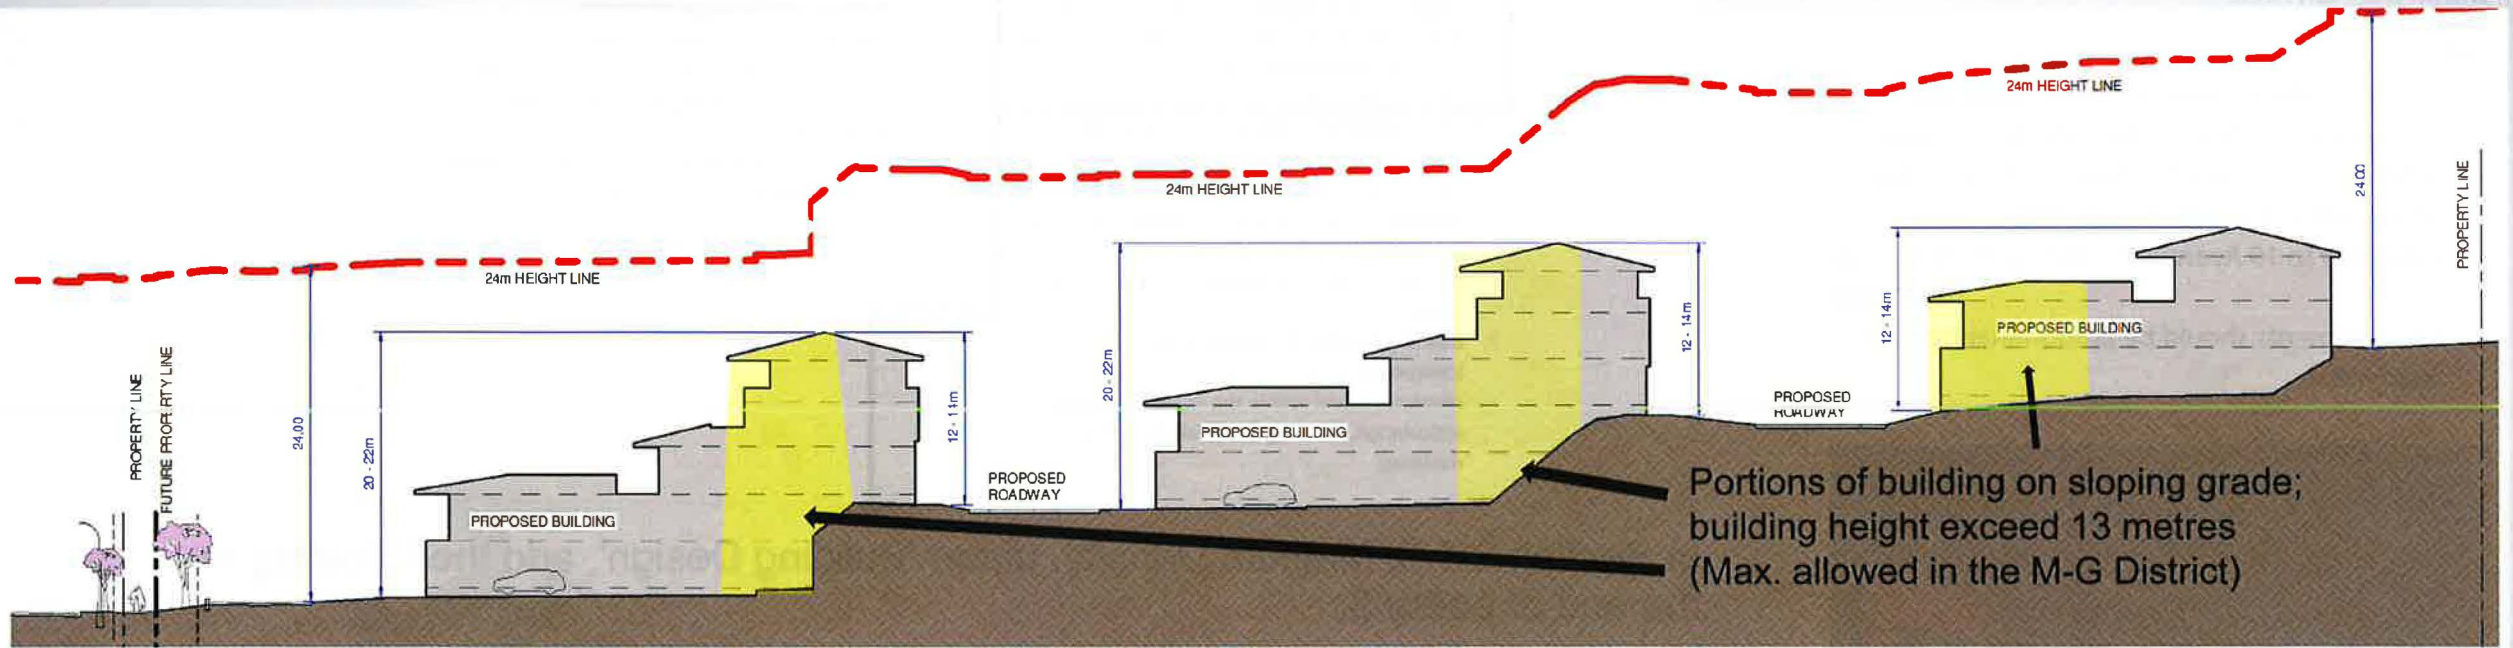 24m HEIGHT LINE
24m HEIGHT LINE
24m HEIGHT LINE
24.00
PROPERTY LINE
PROPERTY LINE
FUTURE PROPERTY LINE
24.00
20 - 22m
12 - 14m
20 - 22m
12 - 14m
12 - 14m
PROPOSED BUILDING
PROPOSED
ROADWAY
PROPOSED BUILDING
PROPOSED
ROADWAY
PROPOSED BUILDING
Portions of building on sloping grade;
building height exceed 13 metres
(Max. allowed in the M-G District)